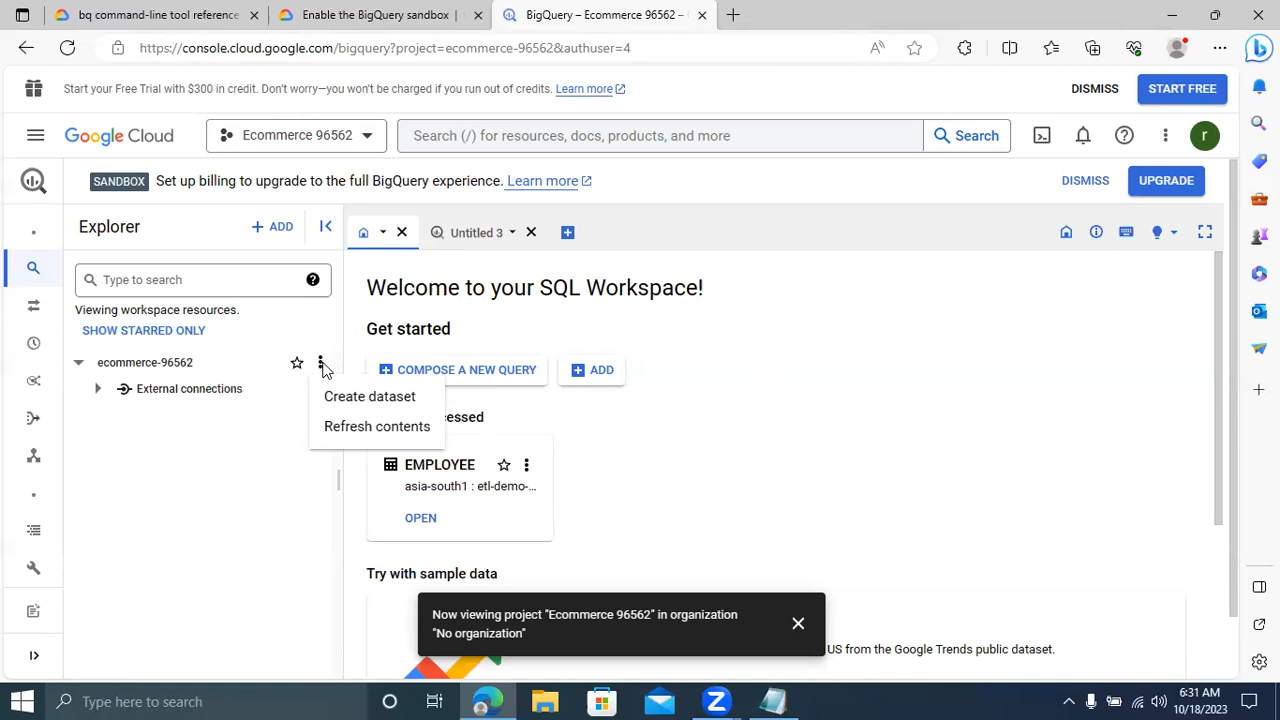 bq command-line tool reference
Enable the BigQuery sandbox |
BigQuery – Ecommerce 96562 –
https://console.cloud.google.com/bigquery?project=ecommerce-96562&authuser=4
Start your Free Trial with $300 in credit. Don't worry—you won't be charged if you run out of credits. Learn more
DISMISS
START FREE
Google Cloud
Ecommerce 96562
Search (/) for resources, docs, products, and more
Search
r
SANDBOX Set up billing to upgrade to the full BigQuery experience. Learn more
DISMISS
UPGRADE
Explorer
+ ADD
Untitled 3
Type to search
Viewing workspace resources.
SHOW STARRED ONLY
ecommerce-96562
External connections
Create dataset
Refresh contents
Welcome to your SQL Workspace!
Get started
COMPOSE A NEW QUERY
ADD
cessed
EMPLOYEE
asia-south1 : etl-demo-...
OPEN
Try with sample data
Now viewing project "Ecommerce 96562" in organization
"No organization"
US from the Google Trends public dataset.
Type here to search
6:31 AM
10/18/2023